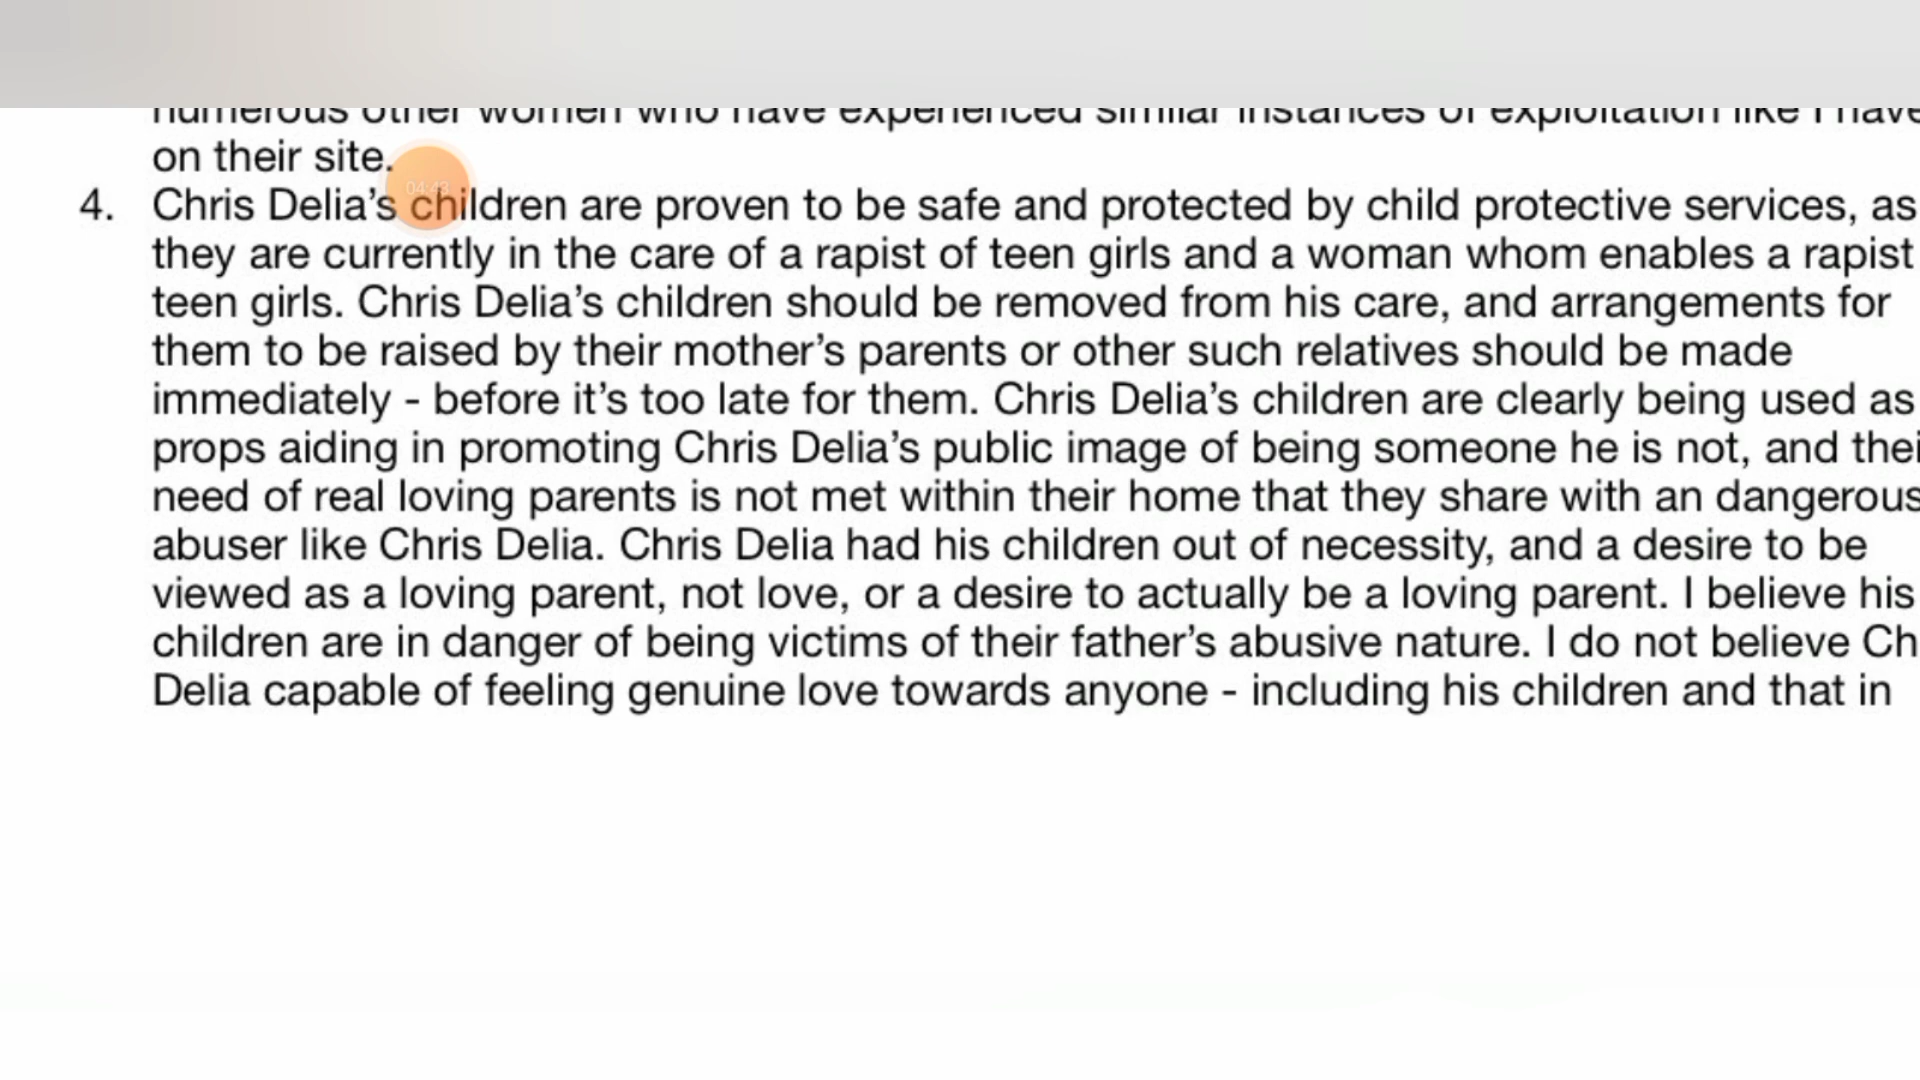 numerous other women who have experienced similar instances of exploitation like I have
on their site.
04:43
4. Chris Delia’s children are proven to be safe and protected by child protective services, as
they are currently in the care of a rapist of teen girls and a woman whom enables a rapist
teen girls. Chris Delia’s children should be removed from his care, and arrangements for
them to be raised by their mother’s parents or other such relatives should be made
immediately - before it’s too late for them. Chris Delia’s children are clearly being used as
props aiding in promoting Chris Delia’s public image of being someone he is not, and thei
need of real loving parents is not met within their home that they share with an dangerous
abuser like Chris Delia. Chris Delia had his children out of necessity, and a desire to be
viewed as a loving parent, not love, or a desire to actually be a loving parent. I believe his
children are in danger of being victims of their father’s abusive nature. I do not believe Ch
Delia capable of feeling genuine love towards anyone - including his children and that in